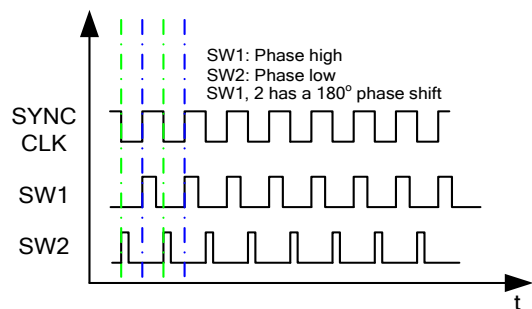 SW1: Phase high
SW2: Phase low
SW1, 2 has a 180° phase shift
SYNC
CLK
SW1
SW2
t